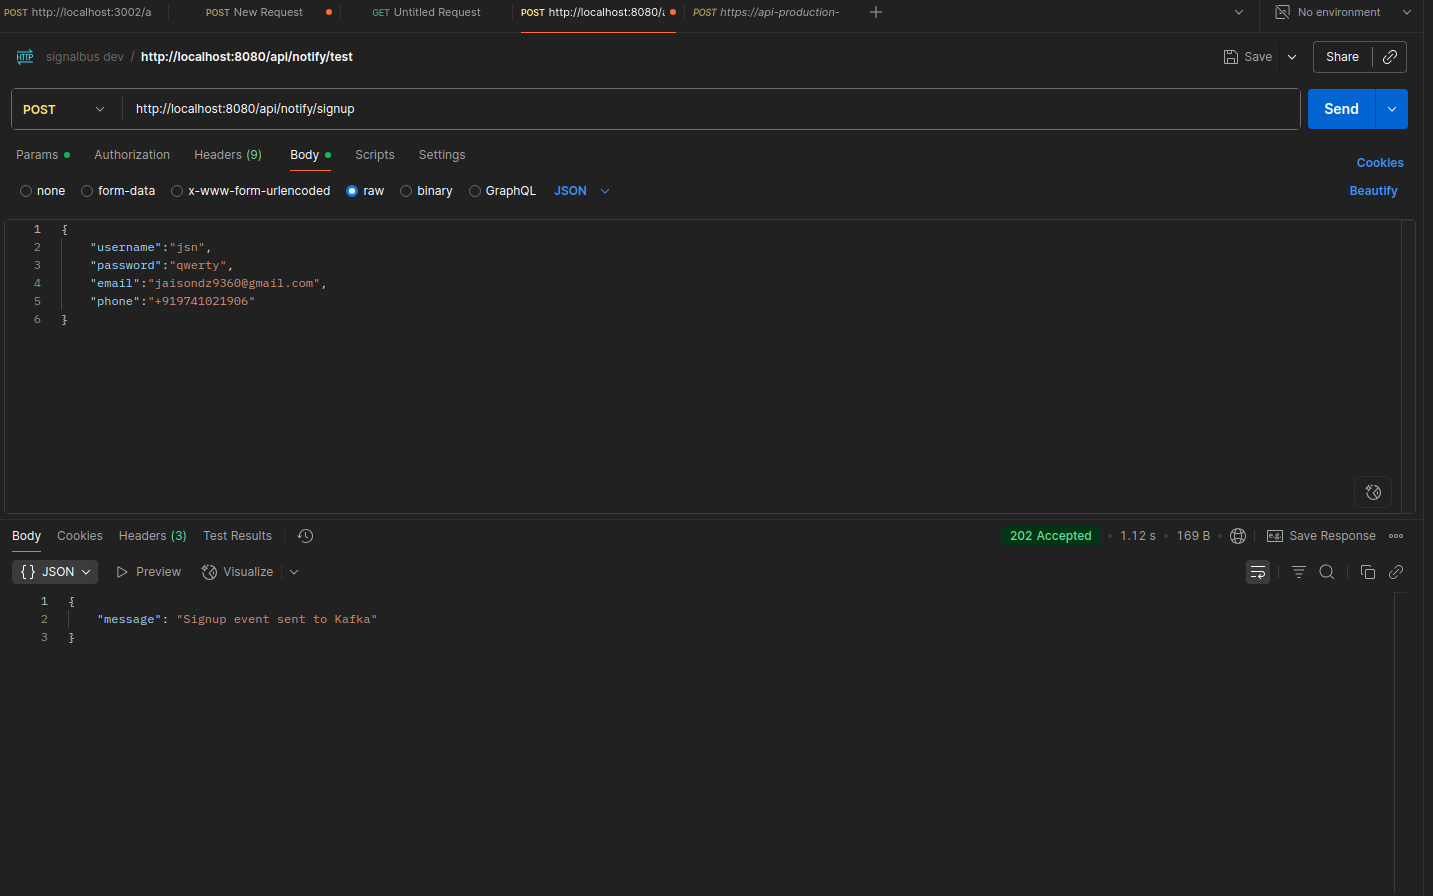 POST http://localhost:3002/a POST New Request GET Untitled Request POST http://localhost:8080/a POST https://api-production- No environment
HTTP signalbus dev / http://localhost:8080/api/notify/test Save Share
POST http://localhost:8080/api/notify/signup Send
Params Authorization Headers (9) Body Scripts Settings Cookies
none form-data x-www-form-urlencoded raw binary GraphQL JSON Beautify
1 {
2 "username":"jsn",
3 "password":"qwerty",
4 "email":"jaisondz9360@gmail.com",
5 "phone":"+919741021906"
6 }
Body Cookies Headers (3) Test Results 202 Accepted • 1.12 s • 169 B • e.g. Save Response
{} JSON Preview Visualize
1 {
2 "message": "Signup event sent to Kafka"
3 }